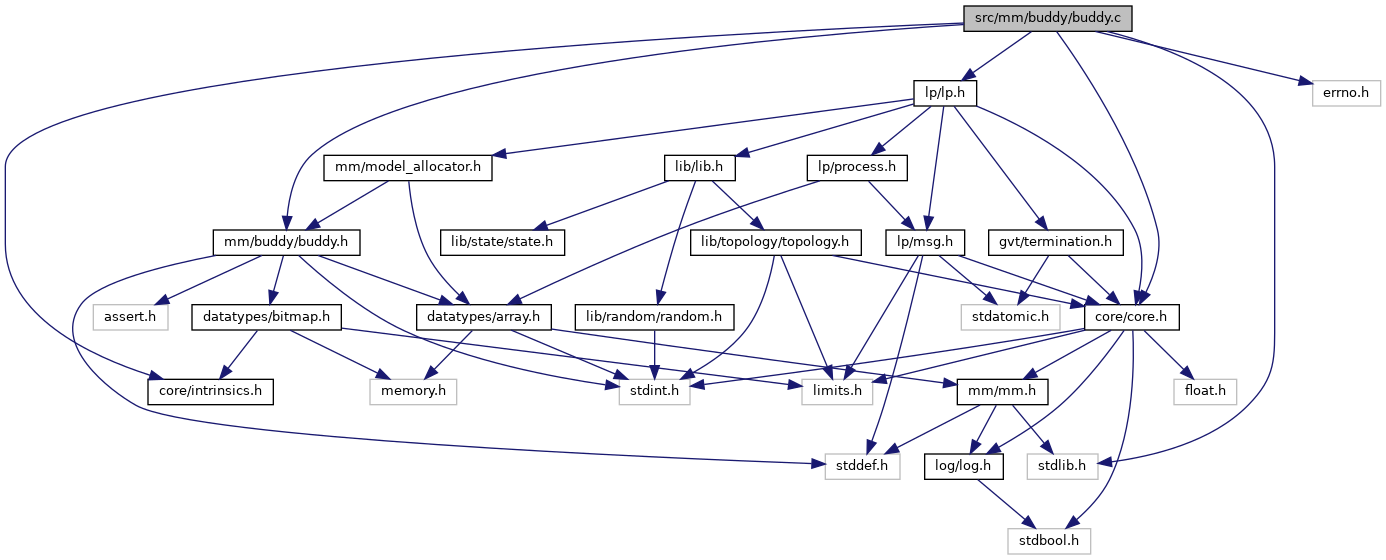 src/mm/buddy/buddy.c
lp/lp.h
errno.h
mm/model_allocator.h
lib/lib.h
lp/process.h
mm/buddy/buddy.h
lib/state/state.h
lib/topology/topology.h
lp/msg.h
gvt/termination.h
assert.h
datatypes/bitmap.h
datatypes/array.h
lib/random/random.h
stdatomic.h
core/core.h
core/intrinsics.h
memory.h
stdint.h
limits.h
mm/mm.h
float.h
stddef.h
log/log.h
stdlib.h
stdbool.h